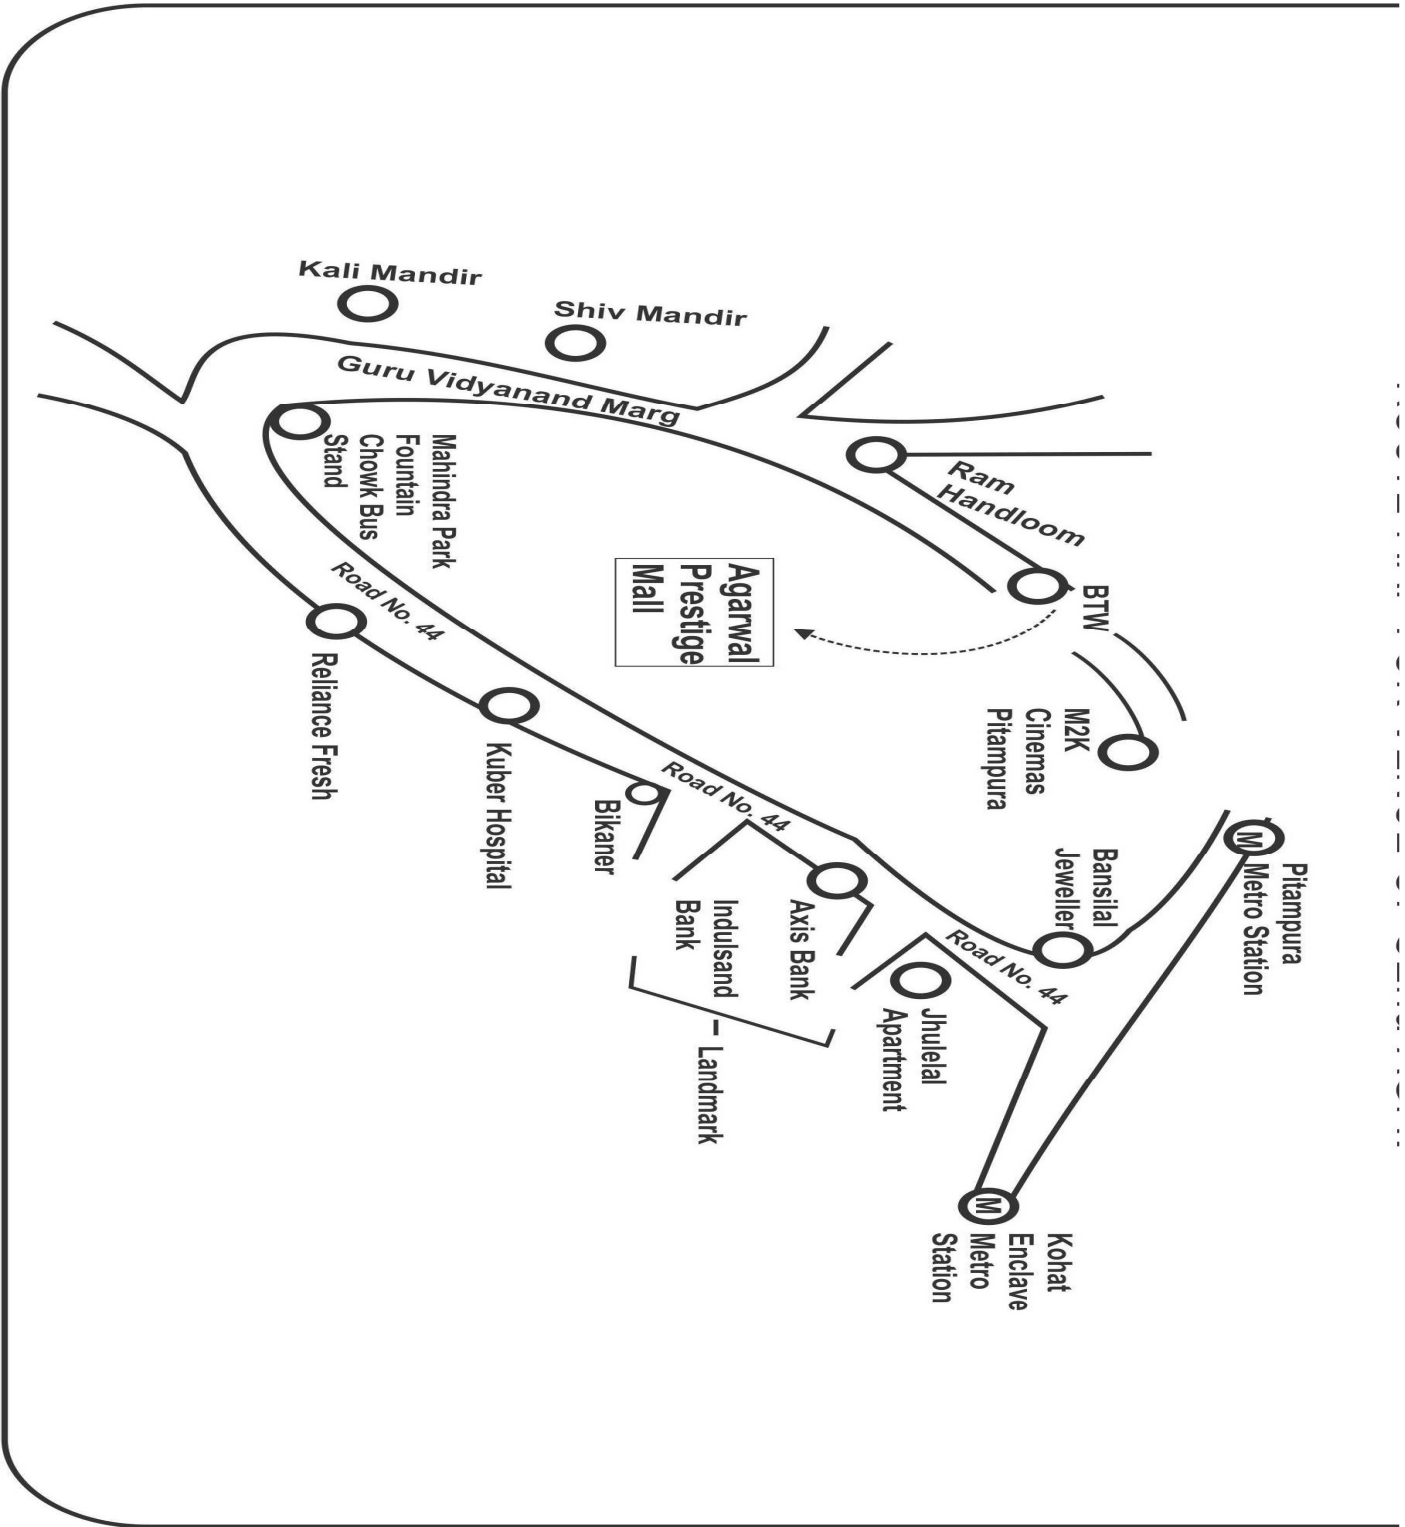 Kali Mandir
Shiv Mandir
Guru Vidyanand Marg
Mahindra Park
Fountain
Chowk Bus
Stand
Ram
Handloom
BTW
Agarwal
Prestige
Mall
M2K
Cinemas
Pitampura
Road No. 44
Reliance Fresh
Kuber Hospital
Bikaner
Road No. 44
Indulsand
Bank
Axis Bank
Landmark
Bansilal
Jeweller
Road No. 44
Jhulelal
Apartment
M
Pitampura
Metro Station
M
Kohat
Enclave
Metro
Station